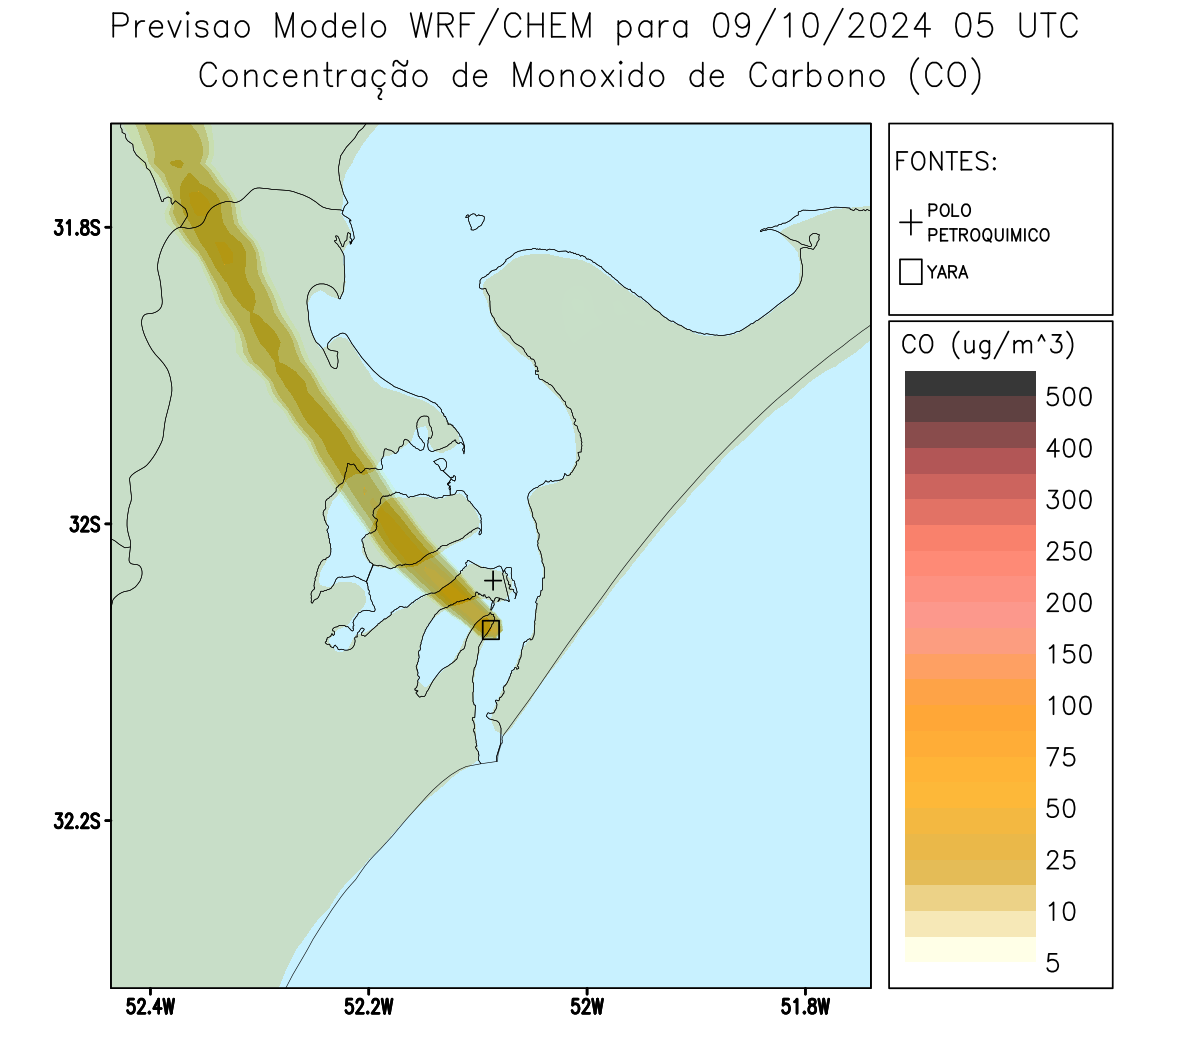 Previsao Modelo WRF/CHEM para 09/10/2024 05 UTC
Concentração de Monoxido de Carbono (CO)
FONTES:
POLO
PETROQUIMICO
YARA
CO (ug/m^3)
500
400
300
250
200
150
100
75
50
25
10
5
31.8S
32S
32.2S
52.4W
52.2W
52W
51.8W